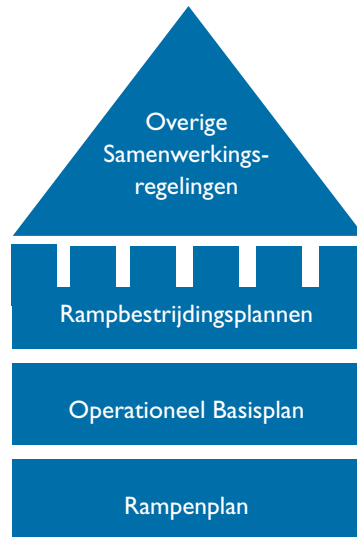 Overige
Samenwerkings-
regelingen
Rampbestrijdingsplannen
Operationeel Basisplan
Rampenplan